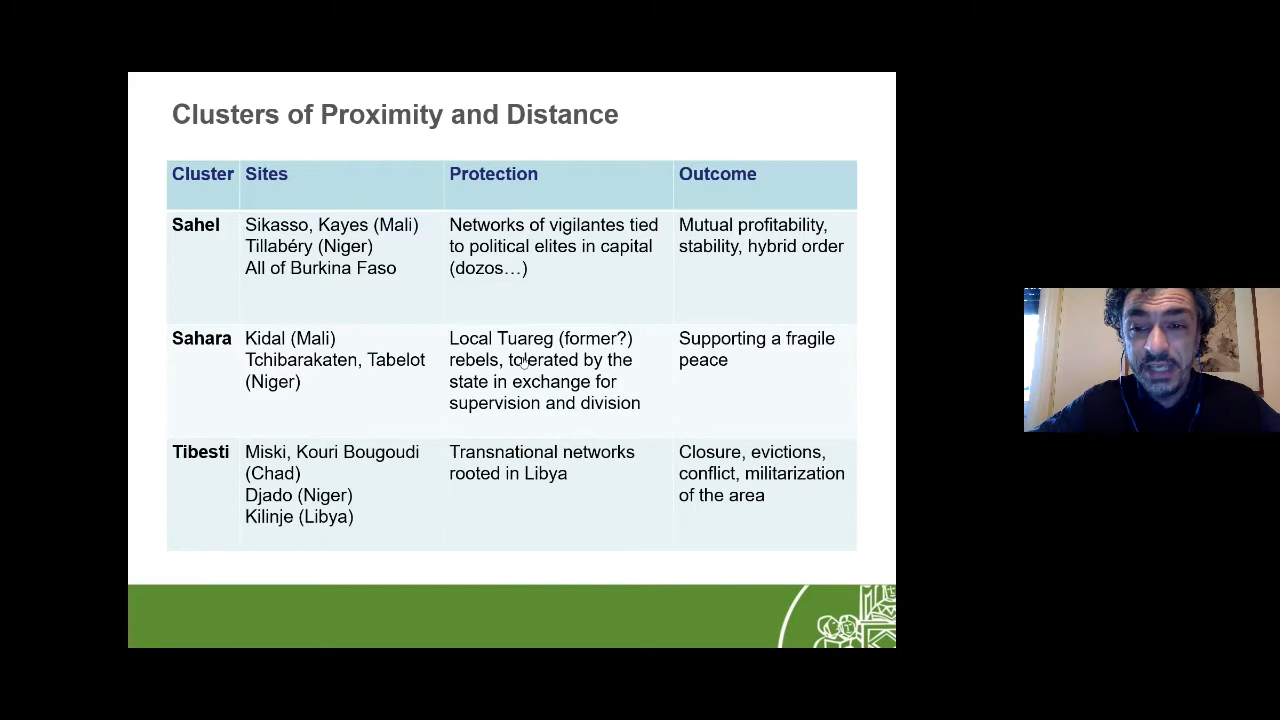 Clusters of Proximity and Distance
Cluster Sites Protection Outcome
Sahel
Sikasso, Kayes (Mali)
Tillabéry (Niger)
All of Burkina Faso
Networks of vigilantes tied
to political elites in capital
(dozos…)
Mutual profitability,
stability, hybrid order
Sahara
Kidal (Mali)
Tchibarakaten, Tabelot
(Niger)
Local Tuareg (former?)
rebels, tolerated by the
state in exchange for
supervision and division
Supporting a fragile
peace
Tibesti
Miski, Kouri Bougoudi
(Chad)
Djado (Niger)
Kilinje (Libya)
Transnational networks
rooted in Libya
Closure, evictions,
conflict, militarization
of the area